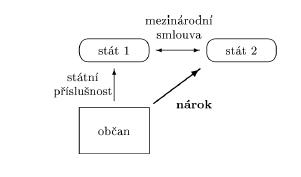 mezinárodní
smlouva
stát 1
stát 2
státní
příslušnost
nárok
občan